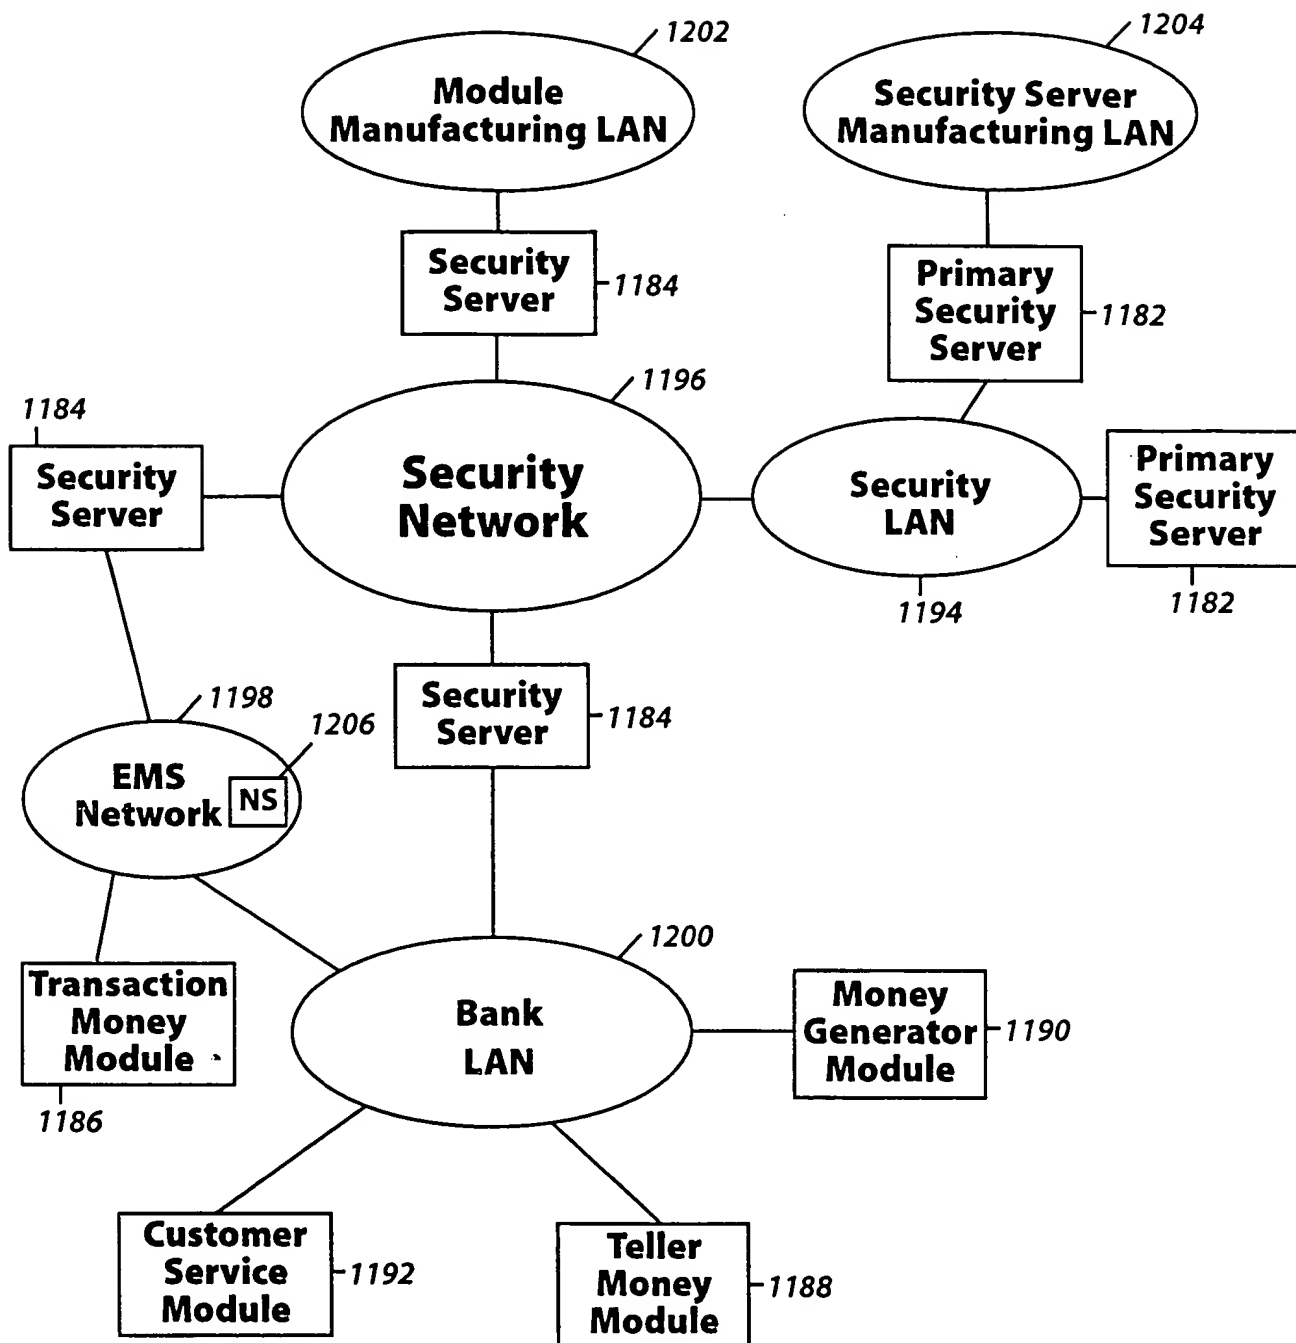 1202
1204
Module
Manufacturing LAN
Security Server
Manufacturing LAN
Security
Server
1184
Primary
Security
Server
1182
1196
1184
Security
Server
Security
Network
Security
LAN
1194
Primary
Security
Server
1182
1198
1206
Security
Server
1184
EMS
Network
NS
1200
Transaction
Money
Module
1186
Bank
LAN
Money
Generator
Module
1190
Customer
Service
Module
1192
Teller
Money
Module
1188